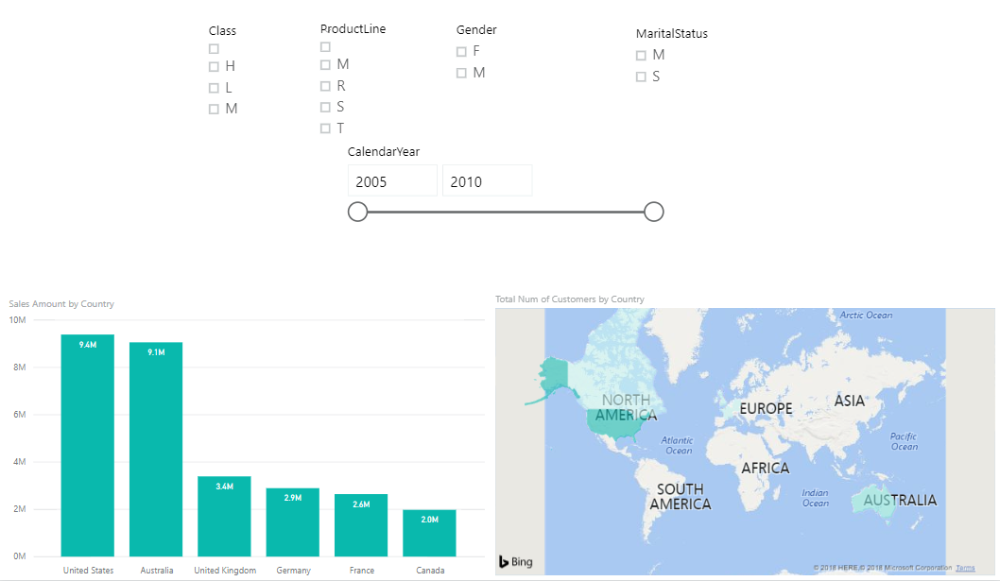 Class
H
L
M
ProductLine
M
R
S
T
Gender
F
M
MaritalStatus
M
S
CalendarYear
2005
2010
Sales Amount by Country
10M
8M
6M
4M
2M
0M
9.4M
9.1M
3.4M
2.9M
2.6M
2.0M
United States
Australia
United Kingdom
Germany
France
Canada
Total Num of Customers by Country
Arctic Ocean
NORTH
AMERICA
EUROPE
ASIA
Atlantic
Ocean
Pacific
Ocean
AFRICA
SOUTH
AMERICA
Indian
Ocean
AUSTRALIA
Bing
© 2018 HERE,© 2018 Microsoft Corporation Terms